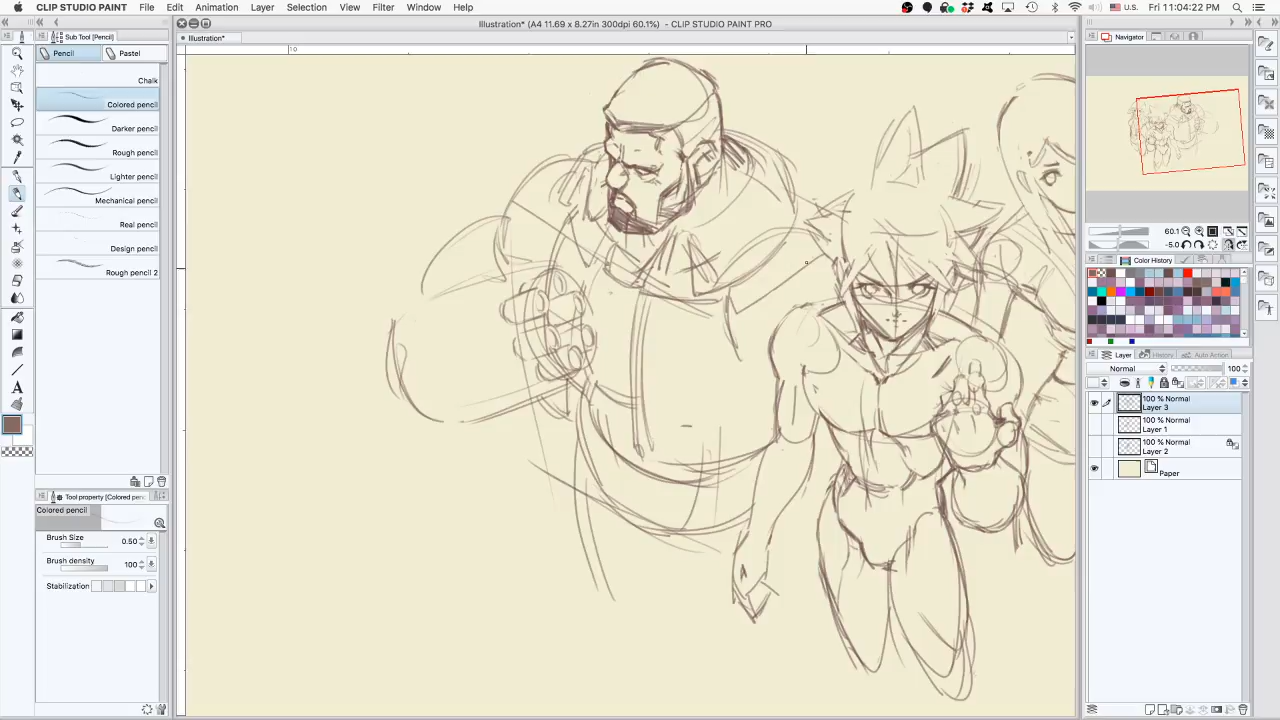 CLIP STUDIO PAINT File Edit Animation Layer Selection View Filter Window Help U.S. Fri 11:04:22 PM
Illustration* (A4 11.69 x 8.27in 300dpi 60.1%) - CLIP STUDIO PAINT PRO
Sub Tool [Pencil]
Illustration*
Navigator
Pencil
Pastel
Chalk
Colored pencil
Darker pencil
Rough pencil
Lighter pencil
Mechanical pencil
Real pencil
Design pencil
Rough pencil 2
60.1
-5.0
Color History
Layer
History
Auto Action
Normal
100
100 % Normal
Layer 3
100 % Normal
Layer 1
100 % Normal
Layer 2
Paper
A
Tool property [Colored penc
Colored pencil
Brush Size
0.50
Brush density
100
Stabilization